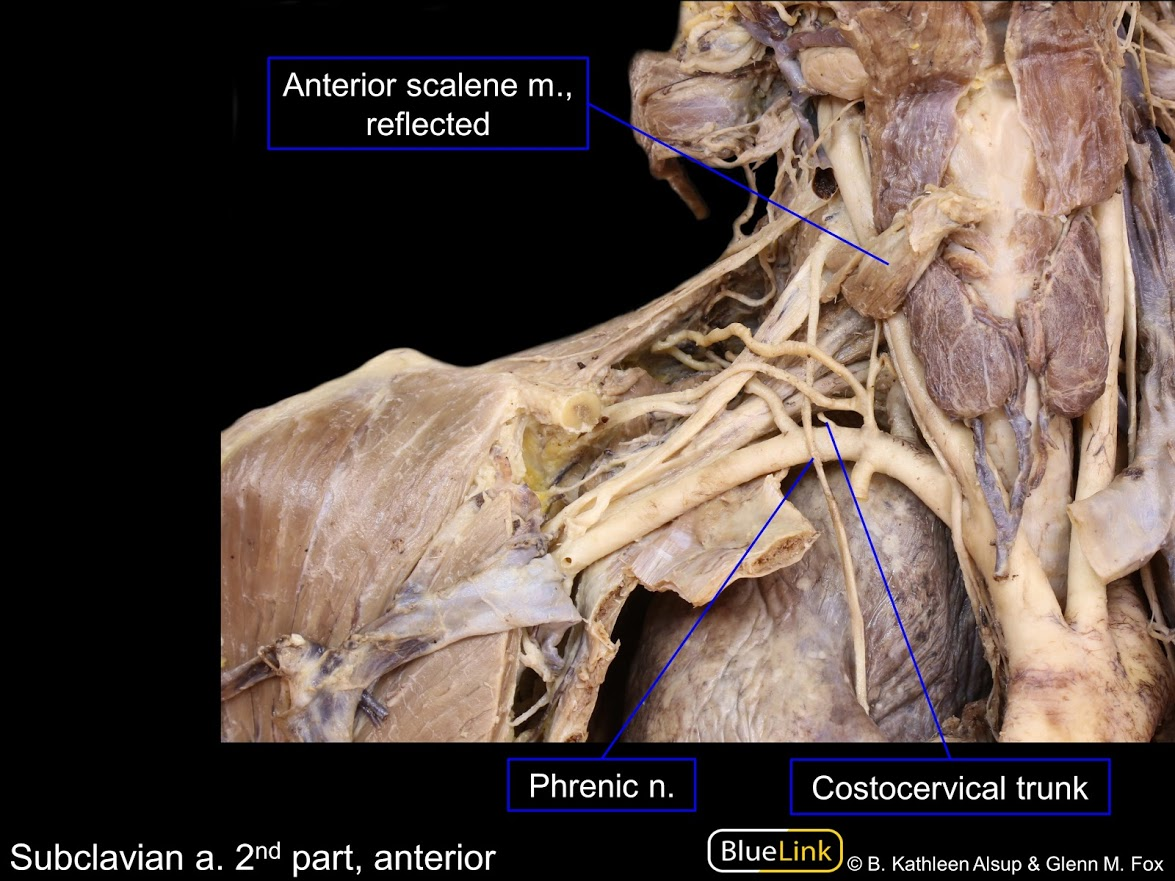 Anterior scalene m.,
reflected
Phrenic n.
Costocervical trunk
Subclavian a. 2nd part, anterior
BlueLink
© B. Kathleen Alsup & Glenn M. Fox